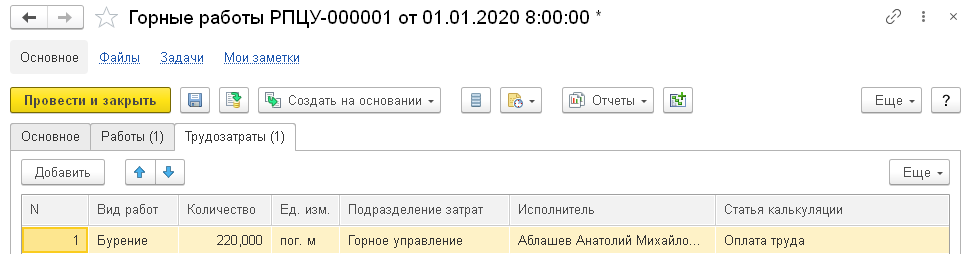 Горные работы РПЦУ-000001 от 01.01.2020 8:00:00 *
Основное Файлы Задачи Мои заметки
Провести и закрыть Создать на основании Отчеты Еще ?
Основное Работы (1) Трудозатраты (1)
Добавить Еще
N Вид работ Количество Ед. изм. Подразделение затрат Исполнитель Статья калькуляции
1 Бурение 220,000 пог. м Горное управление Аблашев Анатолий Михайло... Оплата труда